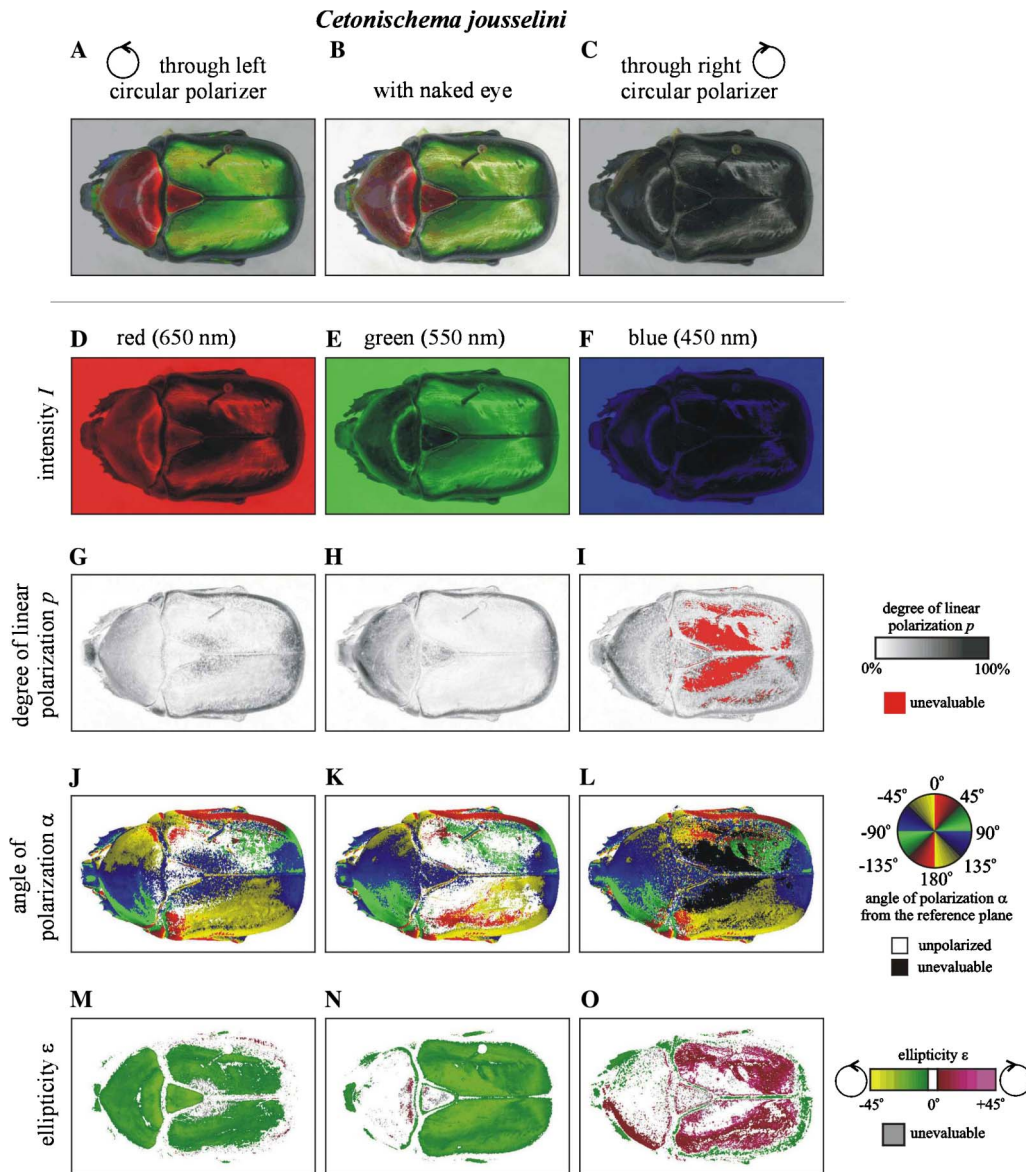 Cetonischema jousselini
A
through left
circular polarizer
B
with naked eye
C
through right
circular polarizer
D
red (650 nm)
E
green (550 nm)
F
blue (450 nm)
intensity I
G
H
I
degree of linear
polarization p
degree of linear
polarization p
0%
100%
unevaluable
J
K
L
angle of
polarization α
0°
-45°
45°
-90°
90°
-135°
135°
180°
angle of polarization α
from the reference plane
unpolarized
unevaluable
M
N
O
ellipticity ε
ellipticity ε
-45°
0°
+45°
unevaluable